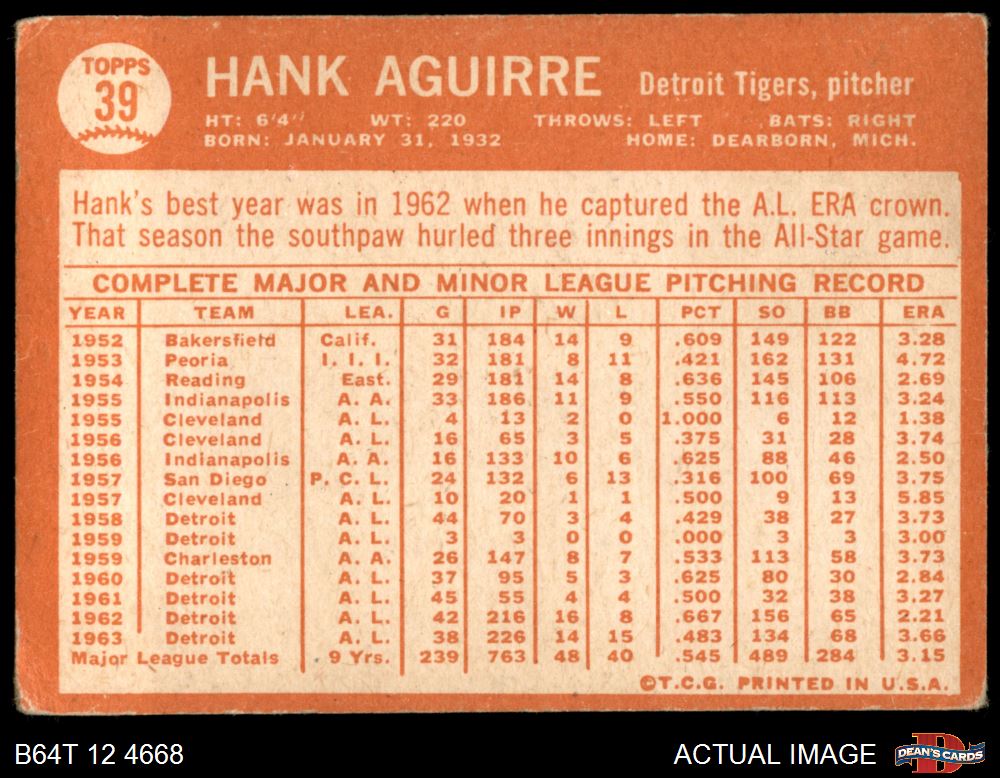 TOPPS
39
HANK AGUIRRE Detroit Tigers, pitcher
HT: 6'4" WT: 220 THROWS: LEFT BATS: RIGHT
BORN: JANUARY 31, 1932 HOME: DEARBORN, MICH.
Hank's best year was in 1962 when he captured the A.L. ERA crown.
That season the southpaw hurled three innings in the All-Star game.
COMPLETE MAJOR AND MINOR LEAGUE PITCHING RECORD
YEAR TEAM LEA. G IP W L PCT SO BB ERA
1952 Bakersfield Calif. 31 184 14 9 .609 149 122 3.28
1953 Peoria I. I. I. 32 181 8 11 .421 162 131 4.72
1954 Reading East. 29 181 14 8 .636 145 106 2.69
1955 Indianapolis A. A. 33 186 11 9 .550 116 113 3.24
1955 Cleveland A. L. 4 13 2 0 1.000 6 12 1.38
1956 Cleveland A. L. 16 65 3 5 .375 31 28 3.74
1956 Indianapolis A. A. 16 133 10 6 .625 88 46 2.50
1957 San Diego P. C. L. 24 132 6 13 .316 100 69 3.75
1957 Cleveland A. L. 10 20 1 1 .500 9 13 5.85
1958 Detroit A. L. 44 70 3 4 .429 38 27 3.73
1959 Detroit A. L. 3 3 0 0 .000 3 3 3.00
1959 Charleston A. A. 26 147 8 7 .533 113 58 3.73
1960 Detroit A. L. 37 95 5 3 .625 80 30 2.84
1961 Detroit A. L. 45 55 4 4 .500 32 38 3.27
1962 Detroit A. L. 42 216 16 8 .667 156 65 2.21
1963 Detroit A. L. 38 226 14 15 .483 134 68 3.66
Major League Totals 9 Yrs. 239 763 48 40 .545 489 284 3.15
©T.C.G. PRINTED IN U.S.A.
B64T 12 4668 ACTUAL IMAGE DEAN'S CARDS